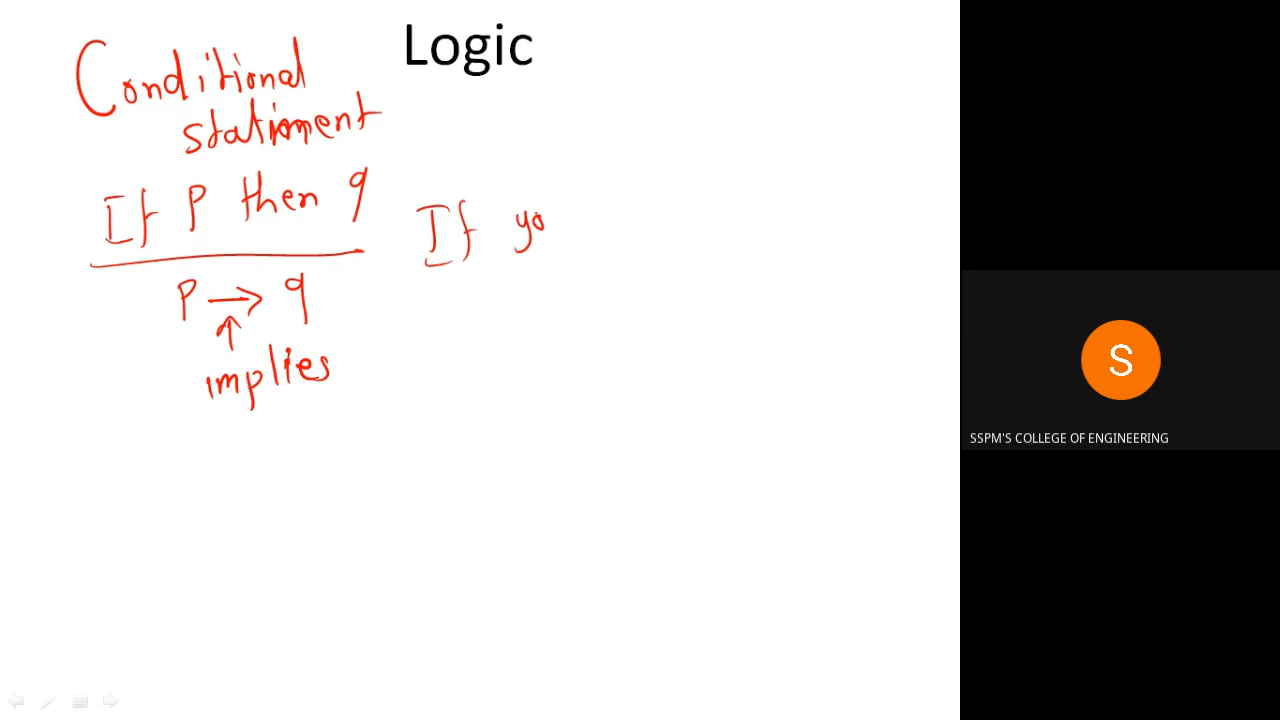 Logic
Conditional
statement
If p then q
If yo
p → q
↑
implies
S
SSPM'S COLLEGE OF ENGINEERING